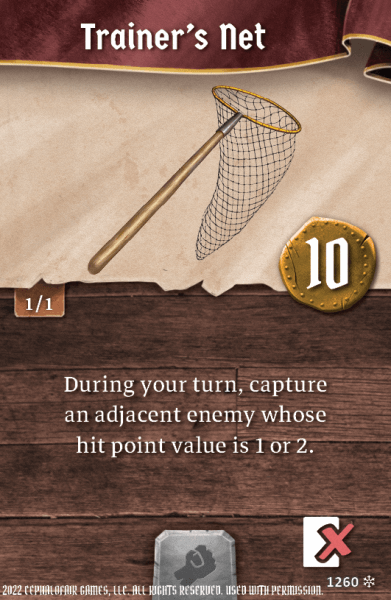 Trainer's Net
10
1/1
During your turn, capture
an adjacent enemy whose
hit point value is 1 or 2.
1260
2022 CEPHALOFAIR GAMES, LLC. ALL RIGHTS RESERVED. USED WITH PERMISSION.